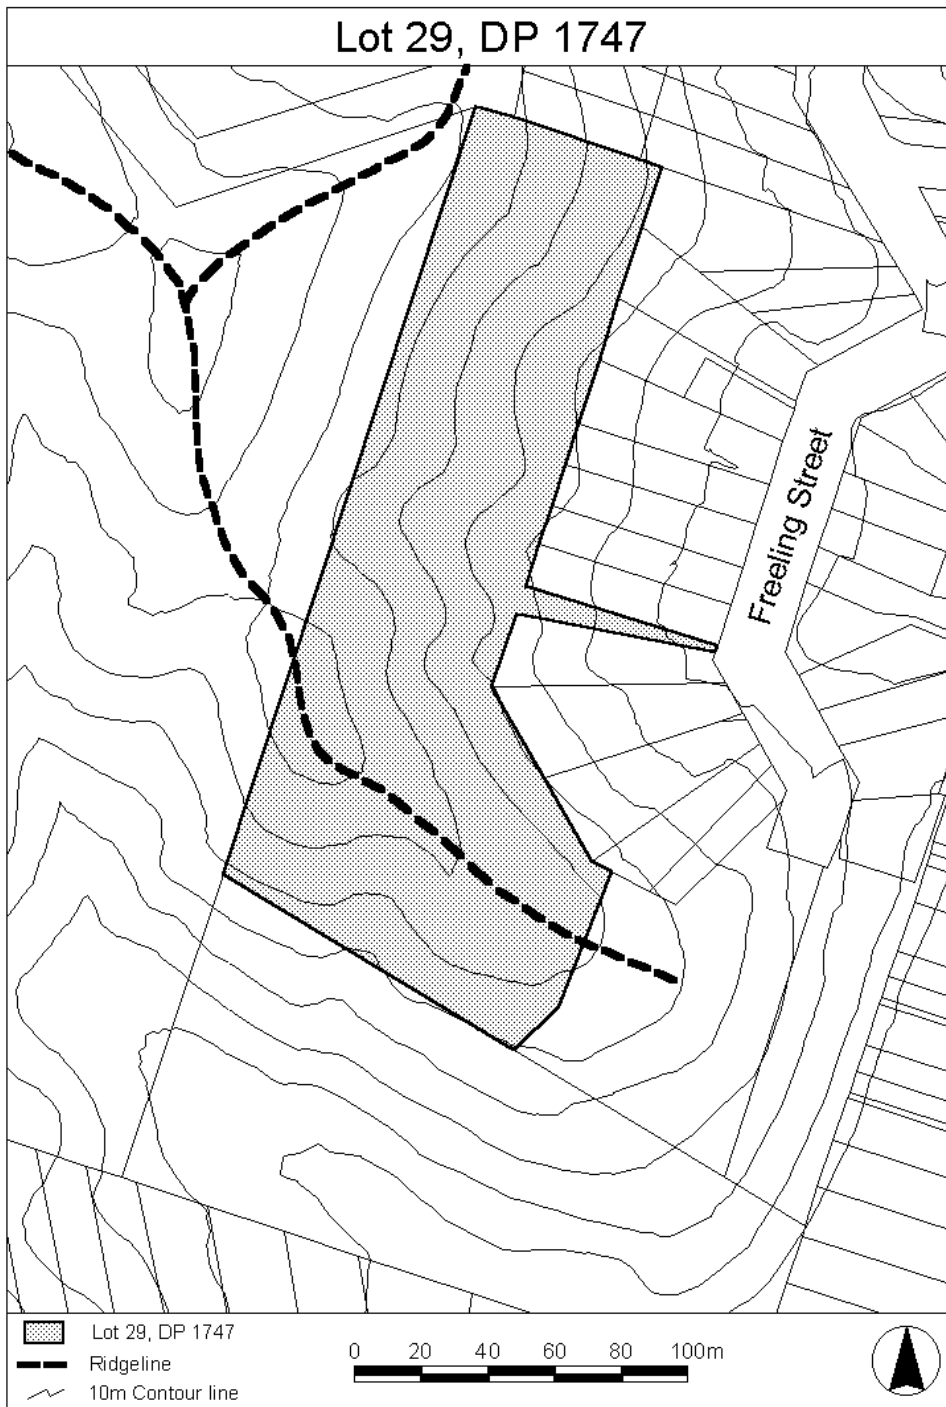 Lot 29, DP 1747
Freeling Street
Lot 29, DP 1747
Ridgeline
10m Contour line
0 20 40 60 80 100m